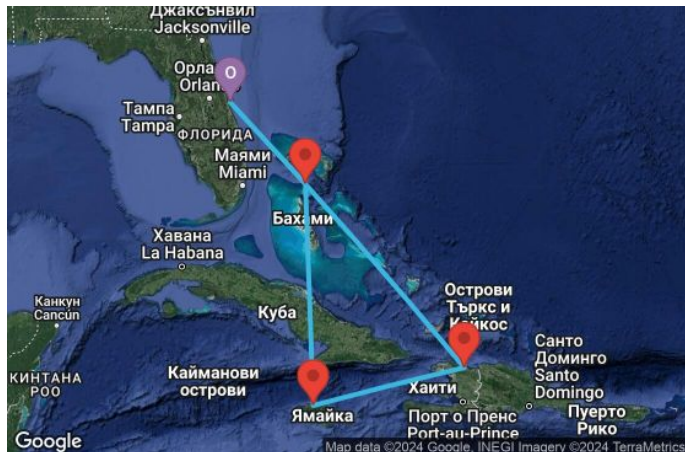 Джаксънвил
Jacksonville
O
Орла
Orland
Тампа
Tampa
ФЛОРИДА
Маями
Miami
Бахами
Хавана
La Habana
Канкун
Cancún
Куба
Острови
Търкс и
Кайкос
КИНТАНА
РОО
Кайманови
острови
Ямайка
Хаити
Порт о Пренс
Port-au-Prince
Санто
Доминго
Santo
Domingo
Пуерто
Рико
Google
Map data ©2024 Google, INEGI Imagery ©2024 TerraMetrics